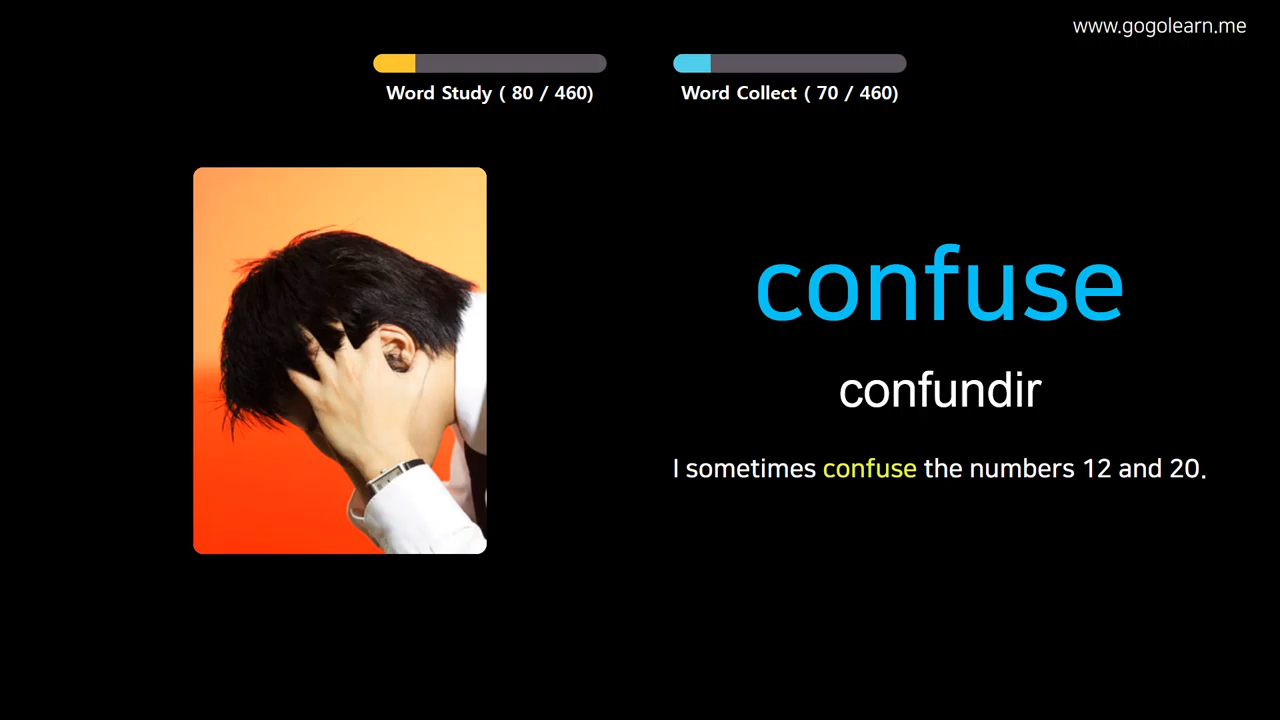 www.gogolearn.me
Word Study ( 80 / 460)
Word Collect ( 70 / 460)
confuse
confundir
I sometimes confuse the numbers 12 and 20.